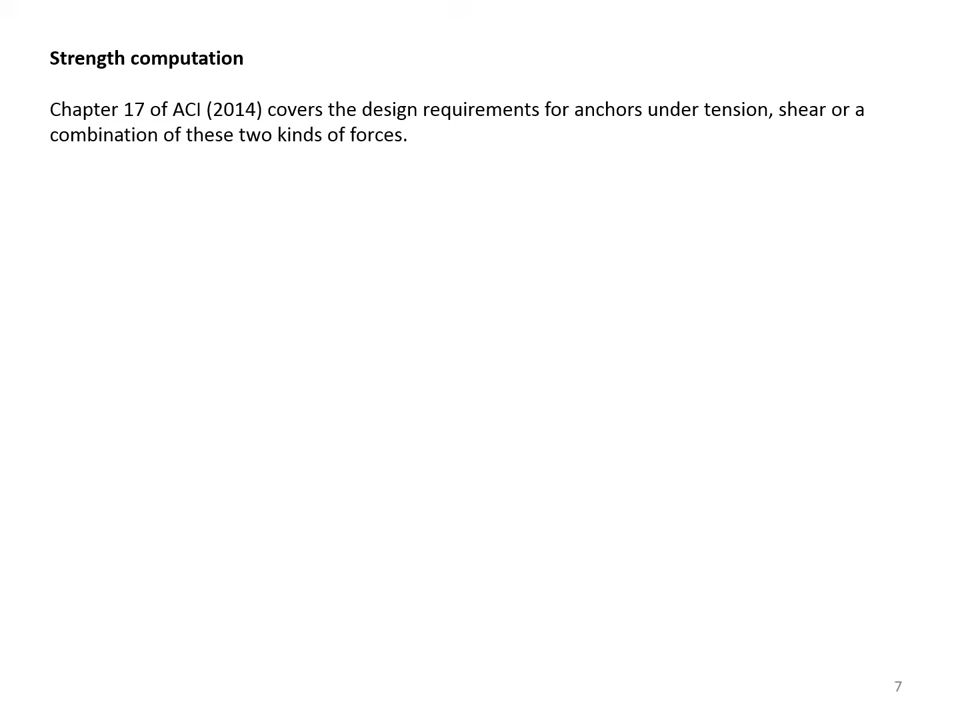 Strength computation
Chapter 17 of ACI (2014) covers the design requirements for anchors under tension, shear or a
combination of these two kinds of forces.
7